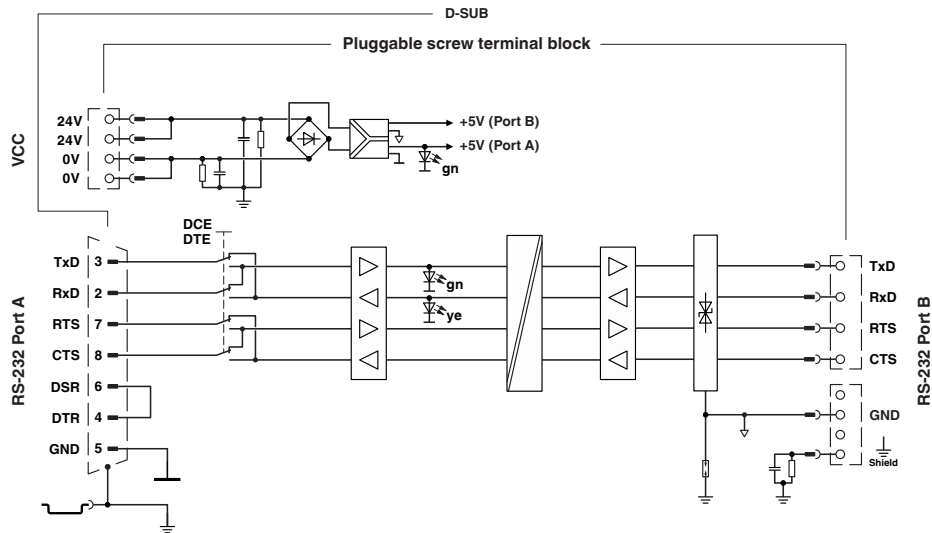 D-SUB
Pluggable screw terminal block
VCC
24V
24V
0V
0V
+5V (Port B)
+5V (Port A)
gn
DCE
DTE
RS-232 Port A
TxD 3
RxD 2
RTS 7
CTS 8
DSR 6
DTR 4
GND 5
gn
ye
TxD
RxD
RTS
CTS
GND
Shield
RS-232 Port B